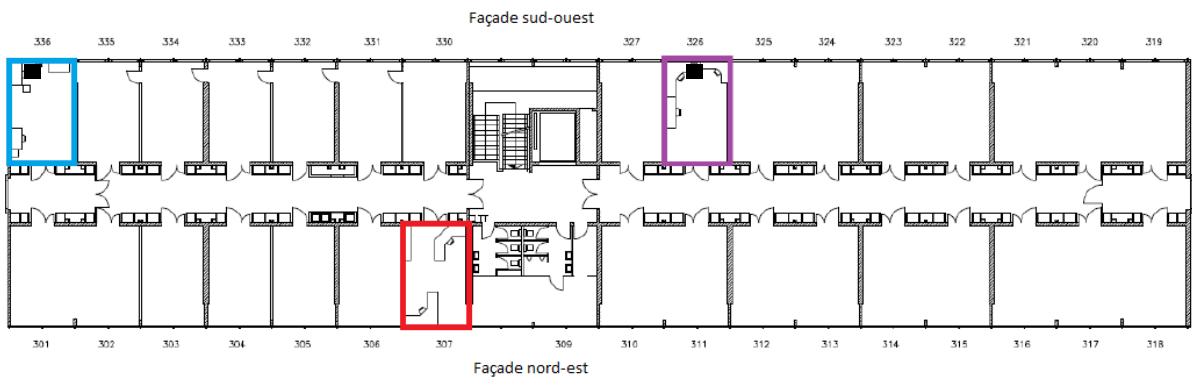 Façade sud-ouest
336 335 334 333 332 331 330 327 326 325 324 323 322 321 320 319
301 302 303 304 305 306 307 309 310 311 312 313 314 315 316 317 318
Façade nord-est